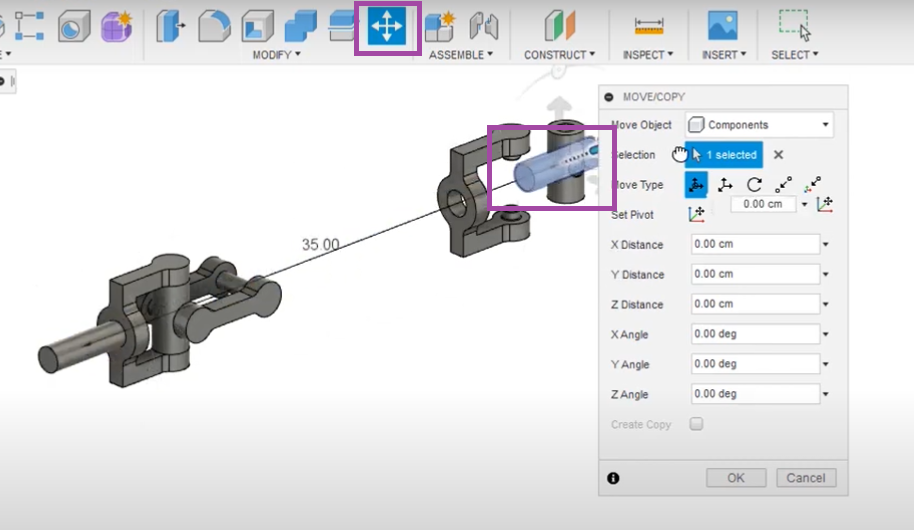 MODIFY
ASSEMBLE
CONSTRUCT
INSPECT
INSERT
SELECT
MOVE/COPY
Move Object
Components
Selection
1 selected
Move Type
0.00 cm
Set Pivot
X Distance
0.00 cm
Y Distance
0.00 cm
Z Distance
0.00 cm
X Angle
0.00 deg
Y Angle
0.00 deg
Z Angle
0.00 deg
Create Copy
OK
Cancel
35.00